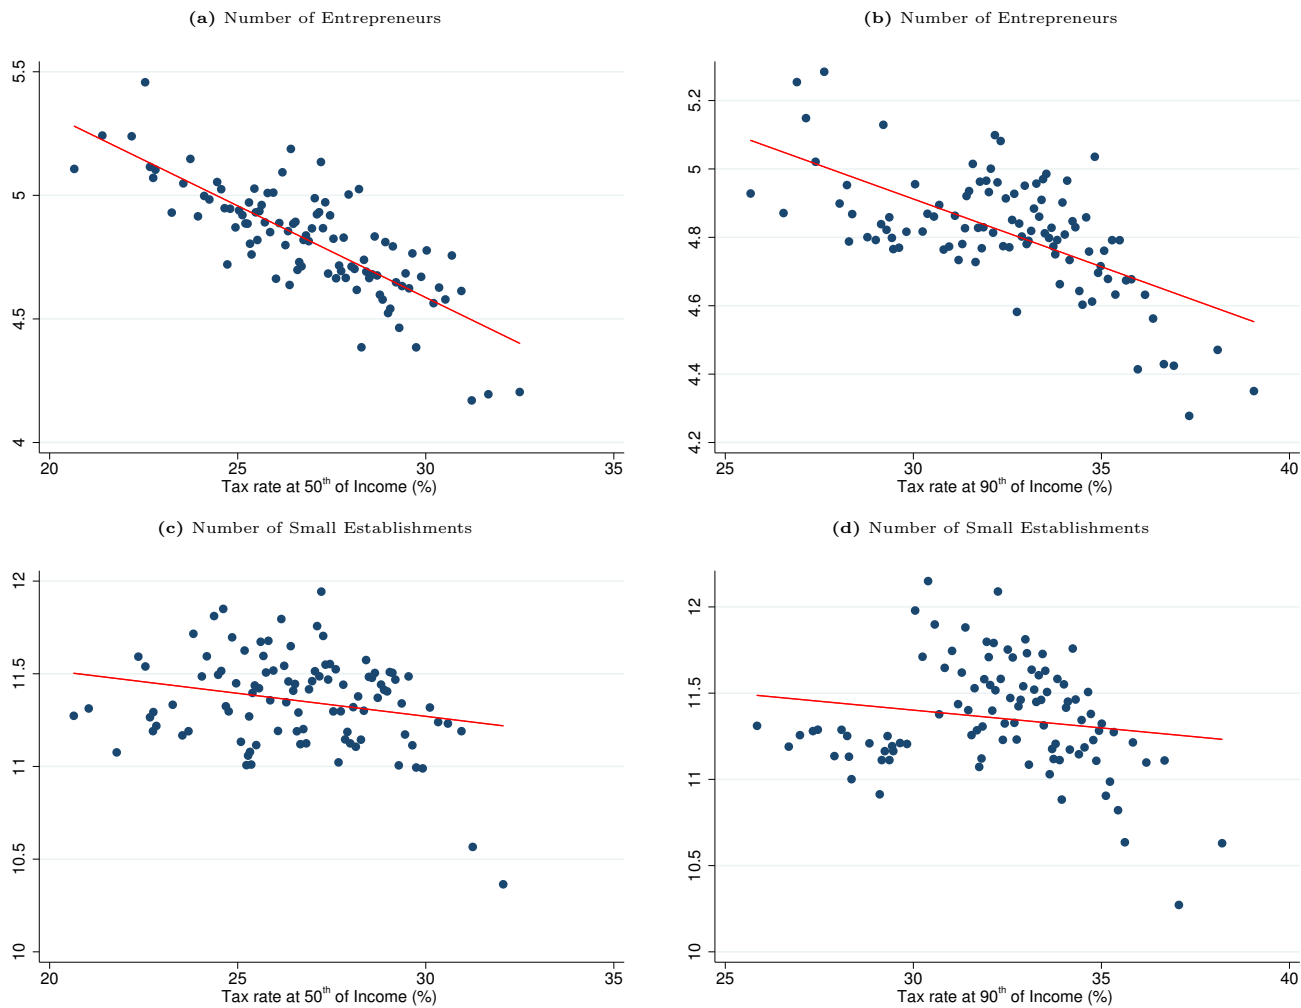 (a) Number of Entrepreneurs
5.5
5
4.5
4
20 25 30 35
Tax rate at 50th of Income (%)
(b) Number of Entrepreneurs
5.2
5
4.8
4.6
4.4
4.2
25 30 35 40
Tax rate at 90th of Income (%)
(c) Number of Small Establishments
12
11.5
11
10.5
10
20 25 30 35
Tax rate at 50th of Income (%)
(d) Number of Small Establishments
12
11.5
11
10.5
10
25 30 35 40
Tax rate at 90th of Income (%)